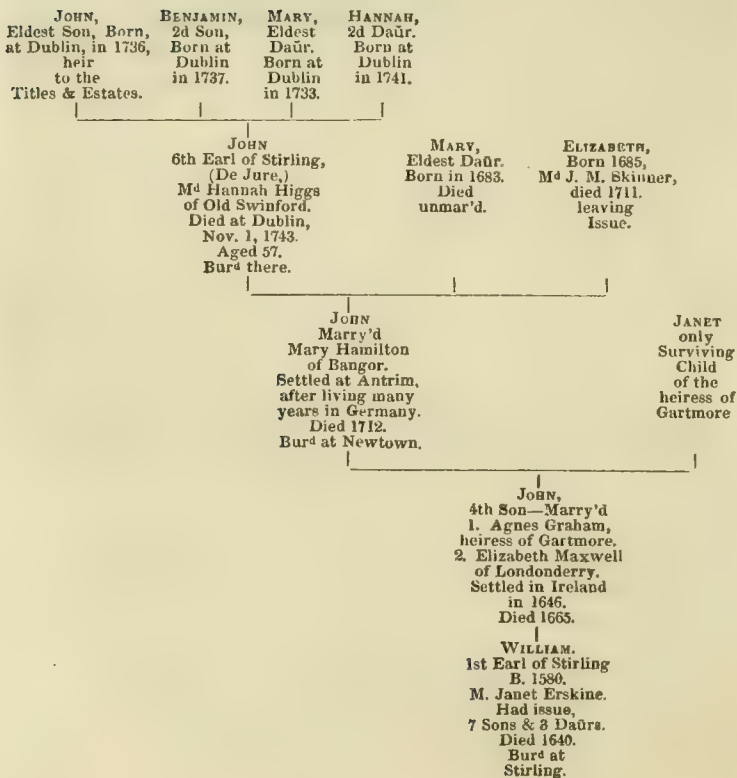 JOHN,
Eldest Son, Born,
at Dublin, in 1736,
heir
to the
Titles & Estates.
BENJAMIN,
2d Son,
Born at
Dublin
in 1737.
MARY,
Eldest
Daūr.
Born at
Dublin
in 1733.
HANNAH,
2d Daūr.
Born at
Dublin
in 1741.
JOHN
6th Earl of Stirling,
(De Jure,)
Md Hannah Higgs
of Old Swinford.
Died at Dublin,
Nov. 1, 1743.
Aged 57.
Burd there.
MARY,
Eldest Daūr.
Born in 1683.
Died
unmar'd.
ELIZABETH,
Born 1685,
Md J. M. Skinner,
died 1711.
leaving
Issue.
JOHN
Marry'd
Mary Hamilton
of Bangor.
Settled at Antrim,
after living many
years in Germany.
Died 1712.
Burd at Newtown.
JANET
only
Surviving
Child
of the
heiress of
Gartmore
JOHN,
4th Son—Marry'd
1. Agnes Graham,
heiress of Gartmore.
2. Elizabeth Maxwell
of Londonderry.
Settled in Ireland
in 1646.
Died 1665.
WILLIAM.
1st Earl of Stirling
B. 1580.
M. Janet Erskine.
Had issue,
7 Sons & 3 Daūrs.
Died 1640.
Burd at
Stirling.